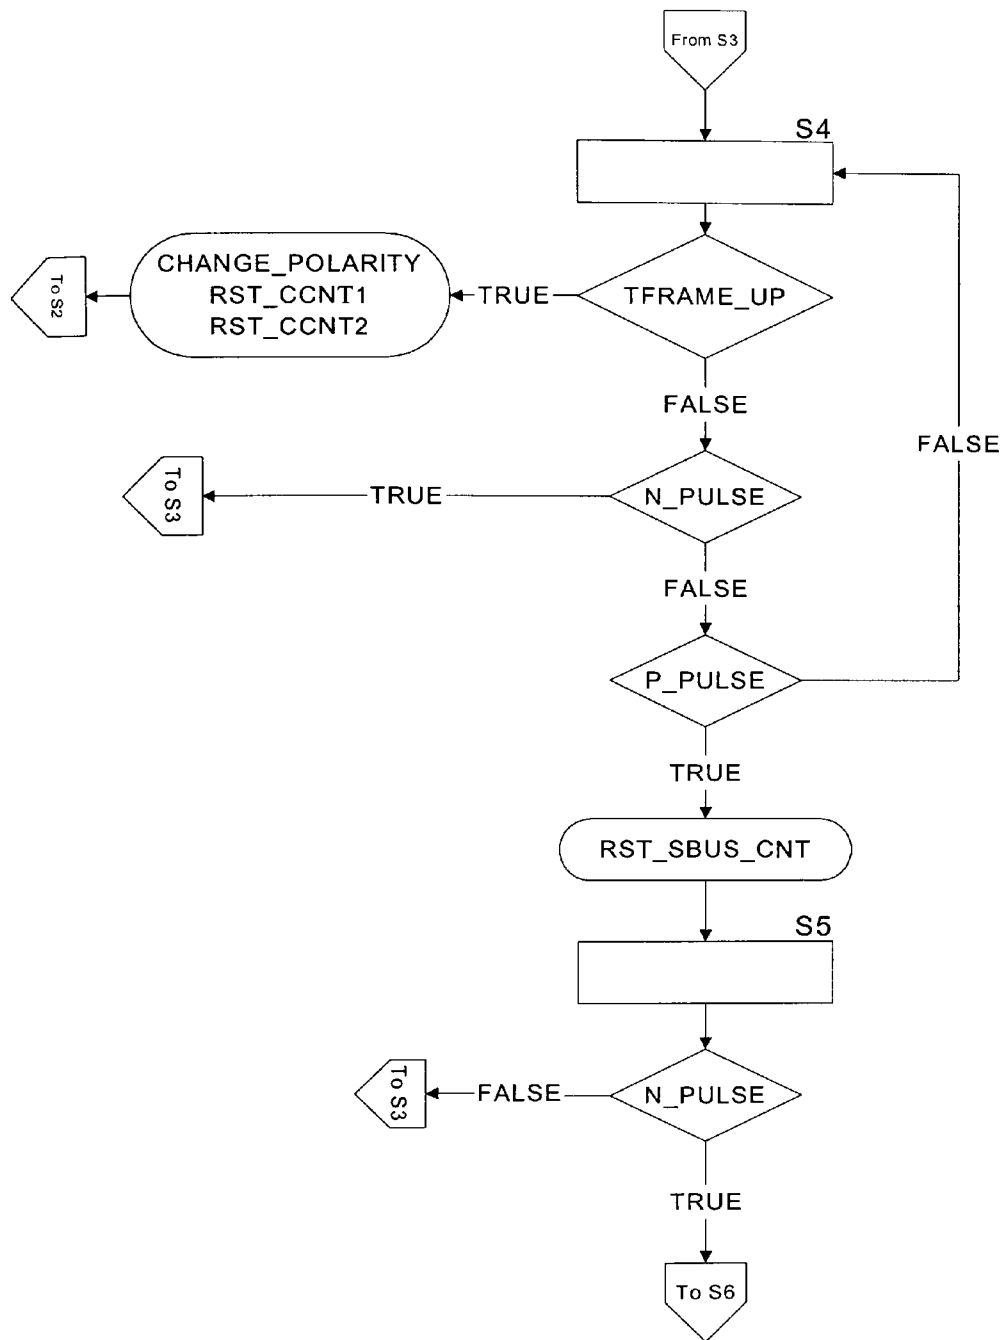 From S3
S4
CHANGE_POLARITY
RST_CCNT1
RST_CCNT2
To S2
TRUE
TFRAME_UP
FALSE
FALSE
To S3
TRUE
N_PULSE
FALSE
P_PULSE
TRUE
RST_SBUS_CNT
S5
To S3
FALSE
N_PULSE
TRUE
To S6